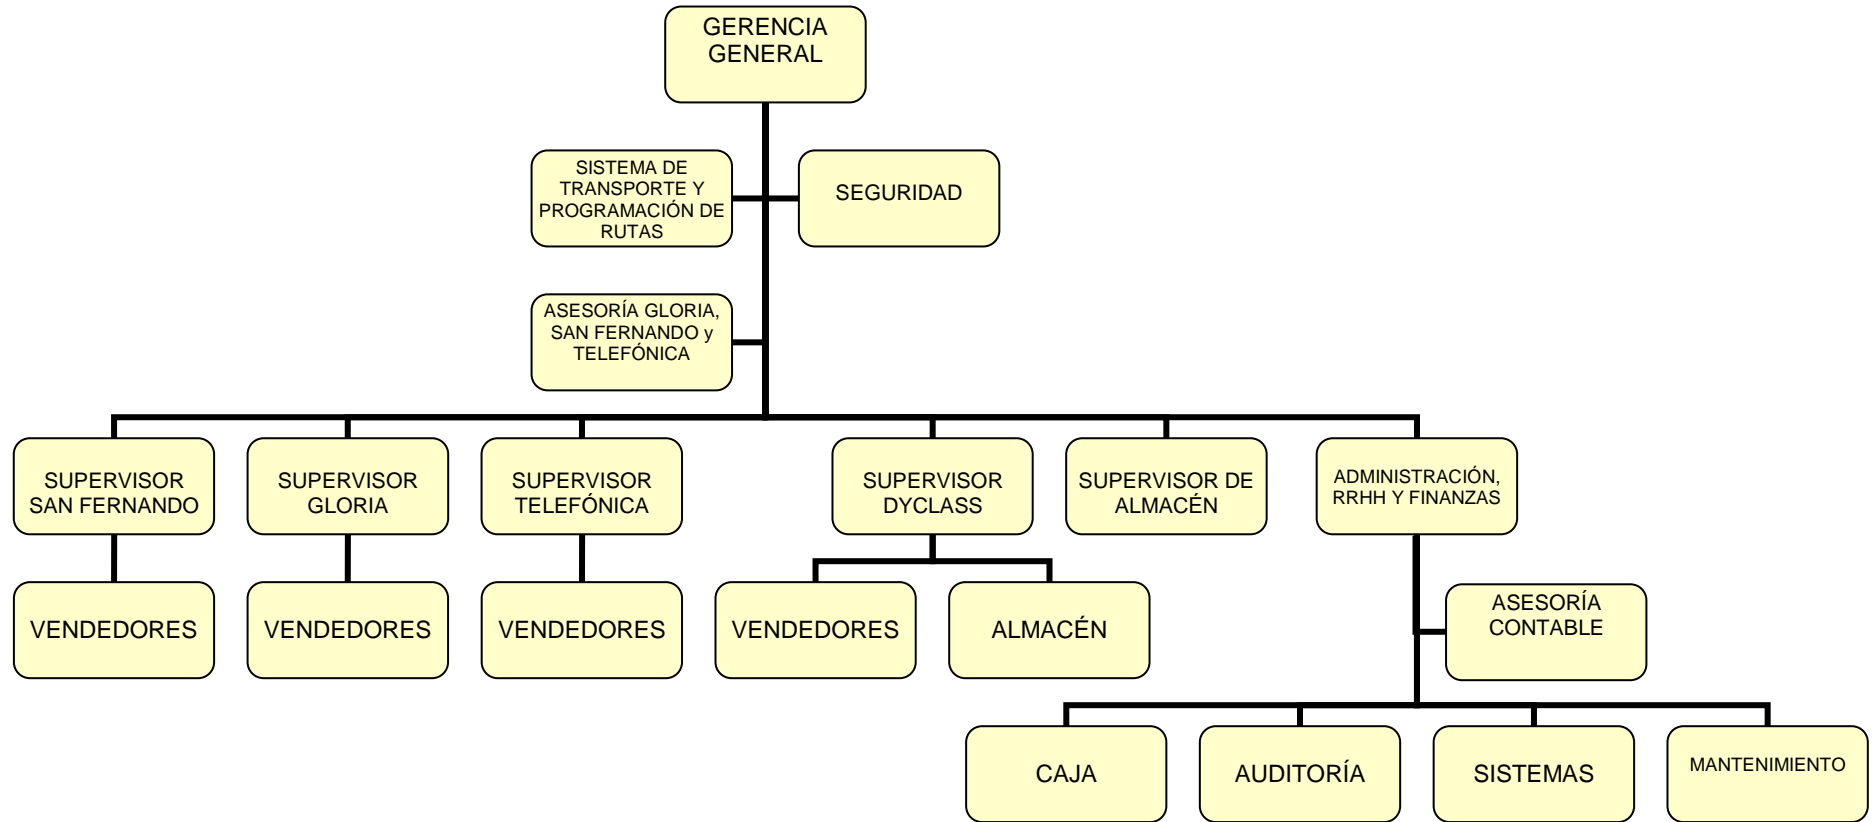 GERENCIA
GENERAL
SISTEMA DE
TRANSPORTE Y
PROGRAMACIÓN DE
RUTAS
SEGURIDAD
ASESORÍA GLORIA,
SAN FERNANDO y
TELEFÓNICA
SUPERVISOR
SAN FERNANDO
SUPERVISOR
GLORIA
SUPERVISOR
TELEFÓNICA
SUPERVISOR
DYCLASS
SUPERVISOR DE
ALMACÉN
ADMINISTRACIÓN,
RRHH Y FINANZAS
VENDEDORES
VENDEDORES
VENDEDORES
VENDEDORES
ALMACÉN
ASESORÍA
CONTABLE
CAJA
AUDITORÍA
SISTEMAS
MANTENIMIENTO